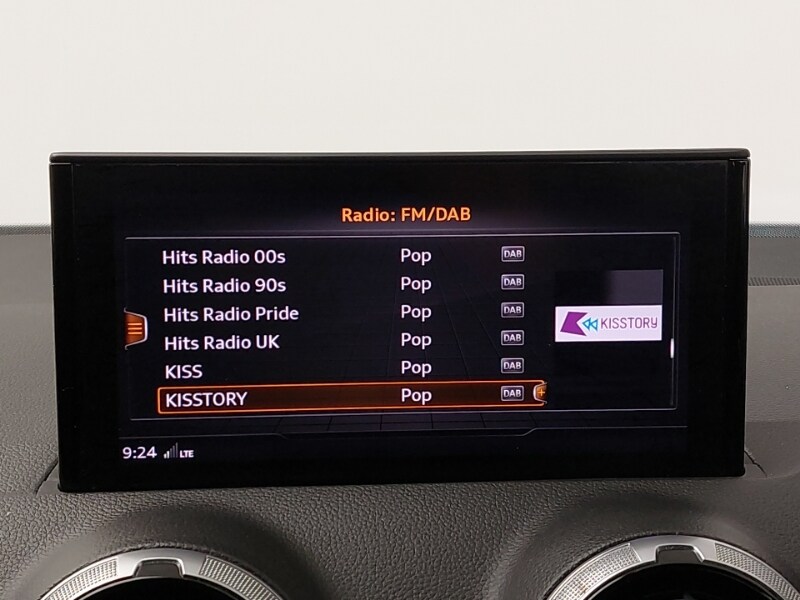 Radio: FM/DAB
Hits Radio 00s Pop DAB
Hits Radio 90s Pop DAB
Hits Radio Pride Pop DAB
Hits Radio UK Pop DAB
KISS Pop DAB
KISSTORY Pop DAB
KISSTORY
9:24 LTE